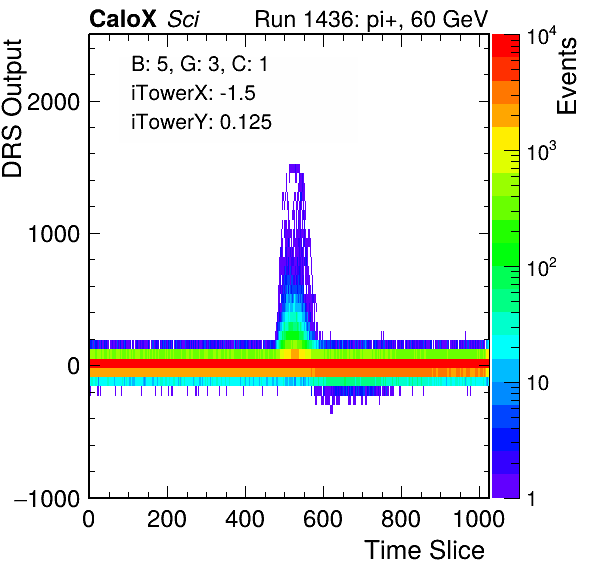 CaloX Sci Run 1436: pi+, 60 GeV
B: 5, G: 3, C: 1
iTowerX: -1.5
iTowerY: 0.125
DRS Output
2000
1000
0
−1000
0 200 400 600 800 1000
Time Slice
Events
10^4
10^3
10^2
10
1